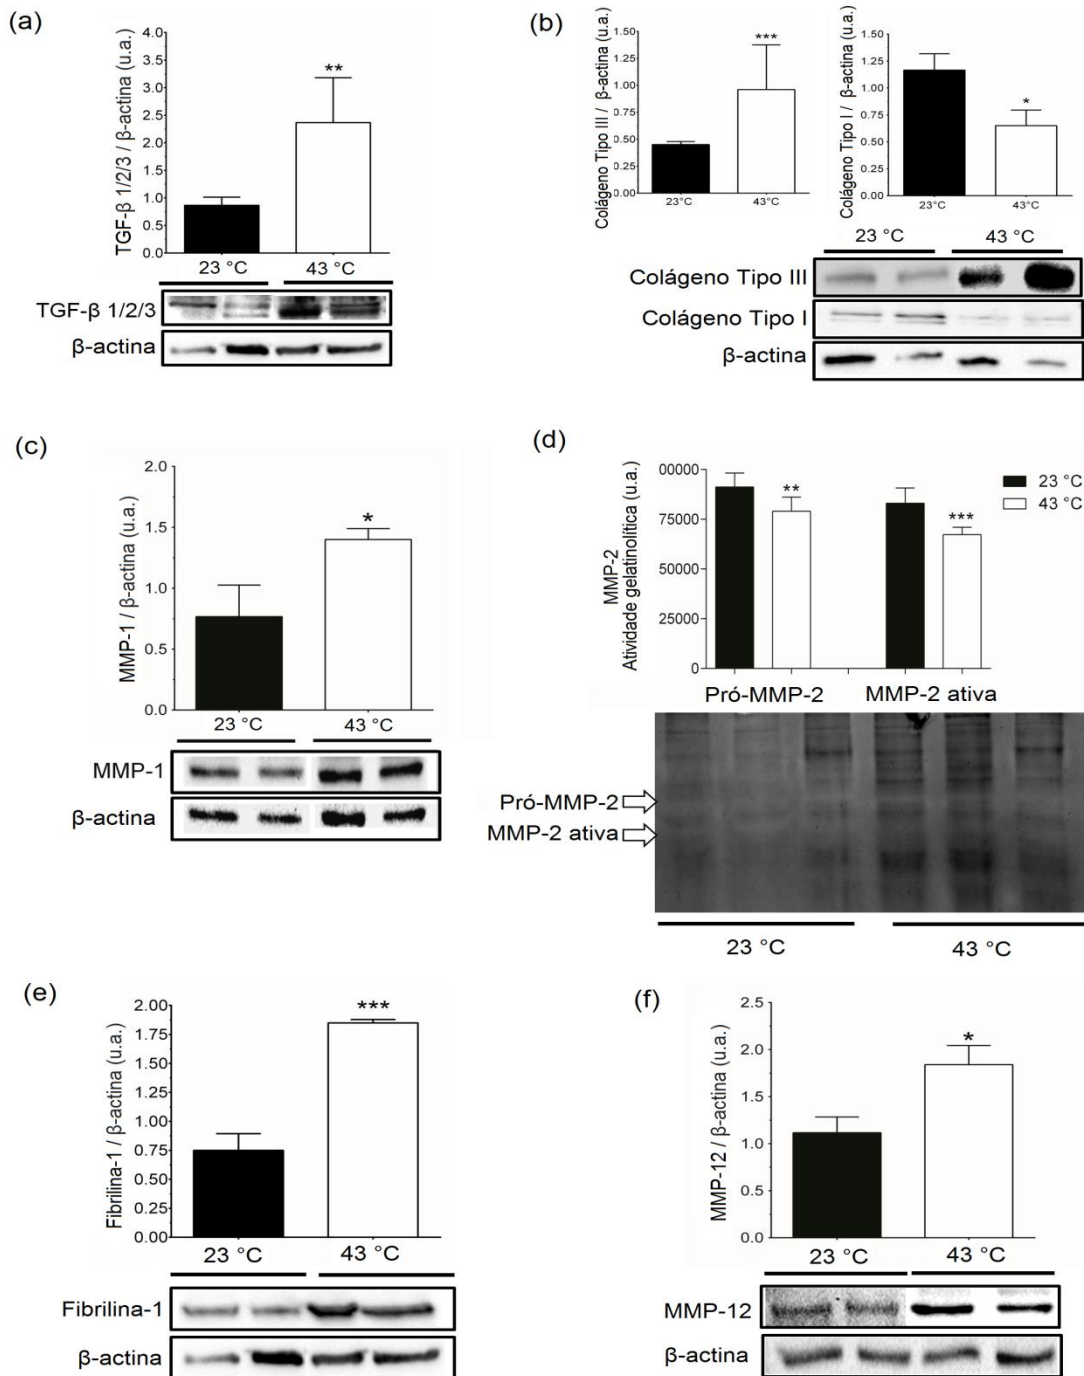 (a)
TGF-β 1/2/3 / β-actina (u.a.)
4.0
3.5
3.0
2.5
2.0
1.5
1.0
0.5
0.0
**
23 °C
43 °C
TGF-β 1/2/3
β-actina
(b)
Colágeno Tipo III / β-actina (u.a.)
1.50
1.25
1.00
0.75
0.50
0.25
0.00
***
23°C
43°C
Colágeno Tipo I / β-actina (u.a.)
1.50
1.25
1.00
0.75
0.50
0.25
0.00
*
23°C
43°C
23 °C
43 °C
Colágeno Tipo III
Colágeno Tipo I
β-actina
(c)
MMP-1 / β-actina (u.a.)
2.0
1.5
1.0
0.5
0.0
*
23 °C
43 °C
MMP-1
β-actina
(d)
MMP-2
Atividade gelatinolítica (u.a.)
00000
75000
50000
25000
0
**
***
23 °C
43 °C
Pró-MMP-2
MMP-2 ativa
Pró-MMP-2
MMP-2 ativa
23 °C
43 °C
(e)
Fibrilina-1 / β-actina (u.a.)
2.00
1.75
1.50
1.25
1.00
0.75
0.50
0.25
0.00
***
23 °C
43 °C
Fibrilina-1
β-actina
(f)
MMP-12 / β-actina (u.a.)
2.5
2.0
1.5
1.0
0.5
0.0
*
23 °C
43 °C
MMP-12
β-actina